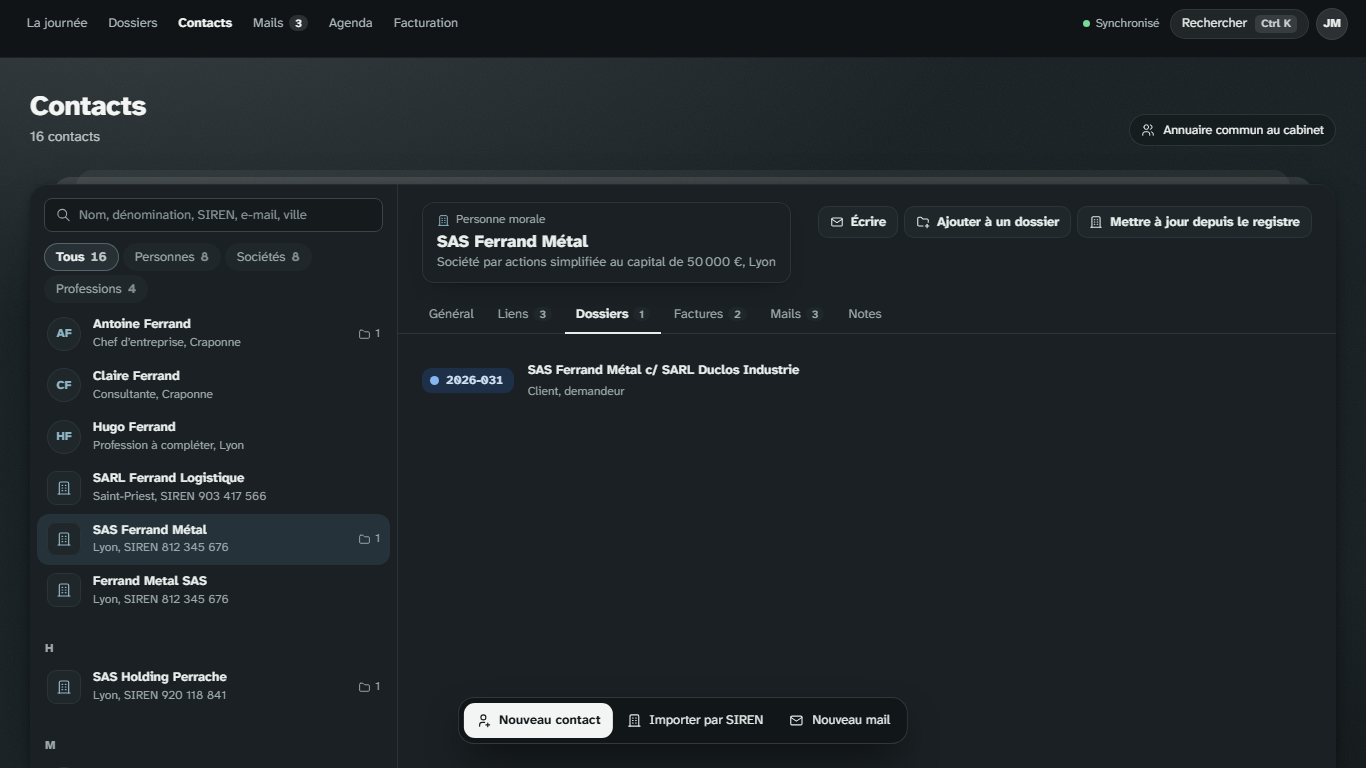 La journée Dossiers Contacts Mails 3 Agenda Facturation Synchronisé Rechercher Ctrl K JM
Contacts
16 contacts
Annuaire commun au cabinet
Nom, dénomination, SIREN, e-mail, ville
Tous 16 Personnes 8 Sociétés 8
Professions 4
AF Antoine Ferrand 1
Chef d'entreprise, Craponne
CF Claire Ferrand
Consultante, Craponne
HF Hugo Ferrand
Profession à compléter, Lyon
SARL Ferrand Logistique
Saint-Priest, SIREN 903 417 566
SAS Ferrand Métal 1
Lyon, SIREN 812 345 676
Ferrand Metal SAS
Lyon, SIREN 812 345 676
H
SAS Holding Perrache 1
Lyon, SIREN 920 118 841
M
Personne morale
SAS Ferrand Métal
Société par actions simplifiée au capital de 50 000 €, Lyon
Écrire Ajouter à un dossier Mettre à jour depuis le registre
Général Liens 3 Dossiers 1 Factures 2 Mails 3 Notes
2026-031 SAS Ferrand Métal c/ SARL Duclos Industrie
Client, demandeur
Nouveau contact Importer par SIREN Nouveau mail